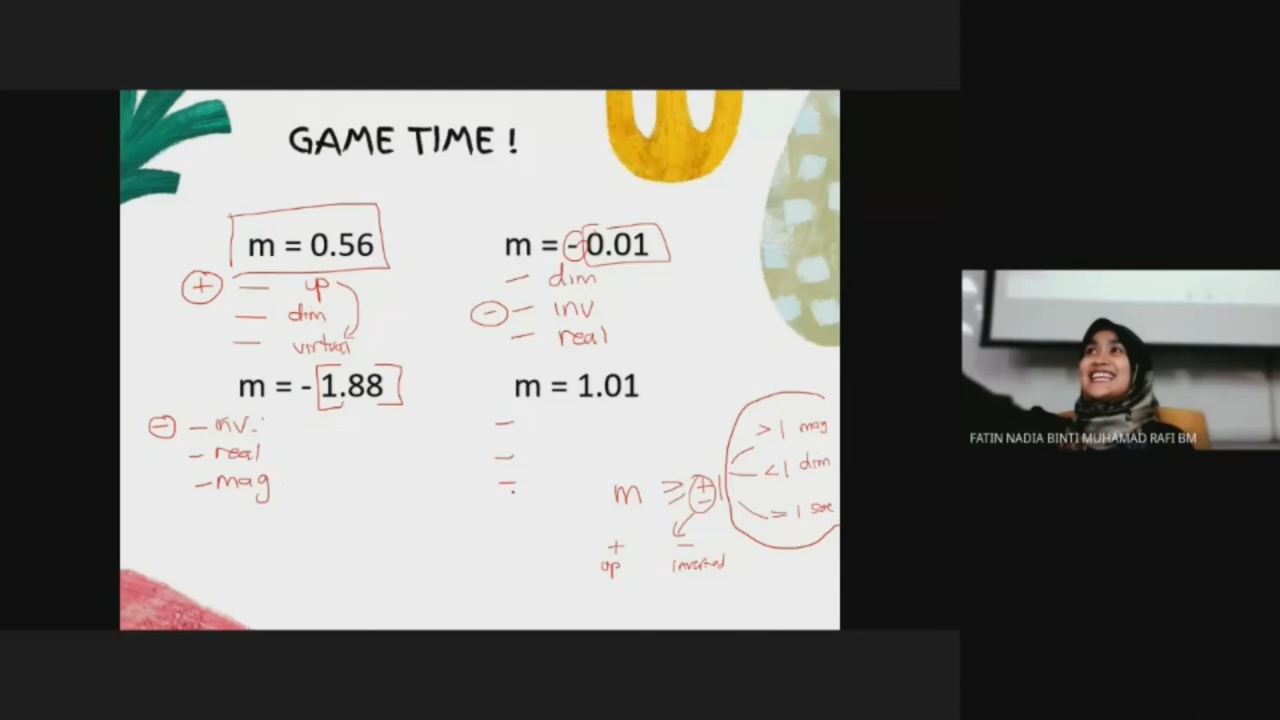 GAME TIME !
m = 0.56
+ — up
— dim
— virtual
m = -0.01
— dim
- — inv
— real
m = - 1.88
- — inv.
- real
- mag
m = 1.01
—
—
—
> 1 mag
< 1 dim
= 1
m ≥ ± 1
+ -
up inverted
FATIN NADIA BINTI MUHAMAD RAFI BM